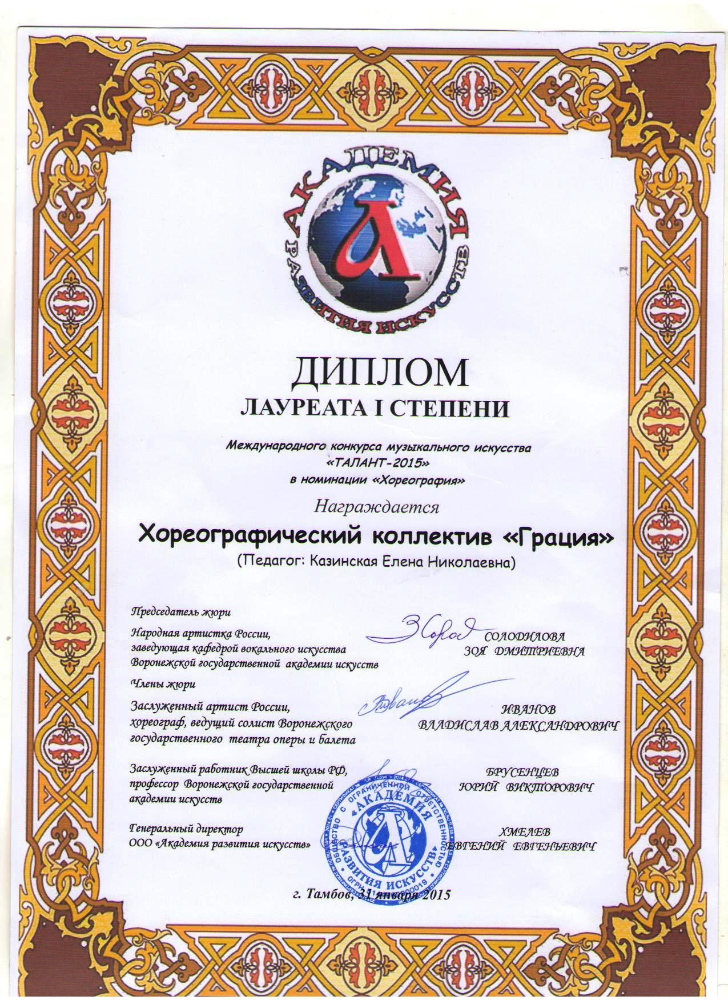 АКАДЕМИЯ
РАЗВИТИЯ ИСКУССТВ
ДИПЛОМ
ЛАУРЕАТА I СТЕПЕНИ
Международного конкурса музыкального искусства
«ТАЛАНТ-2015»
в номинации «Хореография»
Награждается
Хореографический коллектив «Грация»
(Педагог: Казинская Елена Николаевна)
Председатель жюри
Народная артистка России, СОЛОДИЛОВА
заведующая кафедрой вокального искусства ЗОЯ ДМИТРИЕВНА
Воронежской государственной академии искусств
Члены жюри
Заслуженный артист России, ИВАНОВ
хореограф, ведущий солист Воронежского ВЛАДИСЛАВ АЛЕКСАНДРОВИЧ
государственного театра оперы и балета
Заслуженный работник Высшей школы РФ, БРУСЕНЦЕВ
профессор Воронежской государственной ЮРИЙ ВИКТОРОВИЧ
академии искусств
Генеральный директор ХМЕЛЕВ
ООО «Академия развития искусств» ЕВГЕНИЙ ЕВГЕНЬЕВИЧ
ОБЩЕСТВО С ОГРАНИЧЕННОЙ ОТВЕТСТВЕННОСТЬЮ
«АКАДЕМИЯ
РАЗВИТИЯ ИСКУССТВ»
ОГРН
г. Тамбов, 31 января 2015